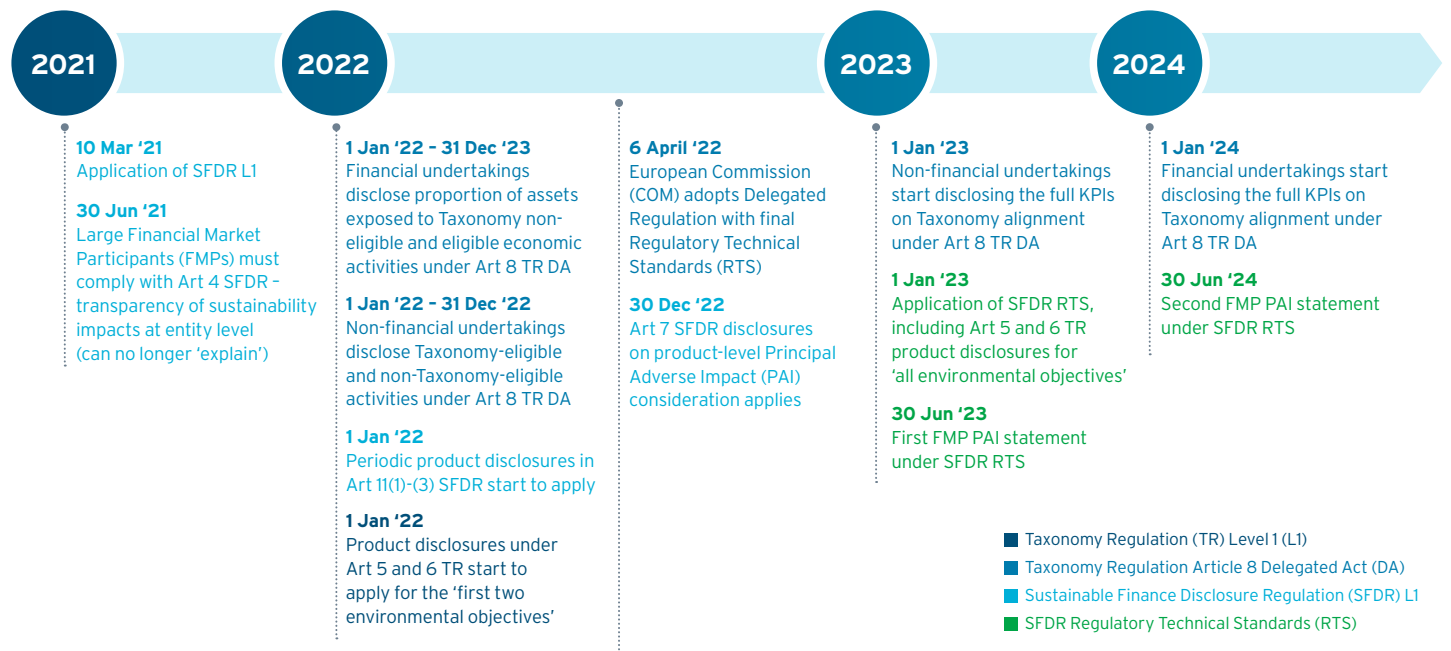 2021
2022
2023
2024
10 Mar ‘21
Application of SFDR L1
30 Jun ‘21
Large Financial Market
Participants (FMPs) must
comply with Art 4 SFDR –
transparency of sustainability
impacts at entity level
(can no longer ‘explain’)
1 Jan ‘22 – 31 Dec ‘23
Financial undertakings
disclose proportion of assets
exposed to Taxonomy non-
eligible and eligible economic
activities under Art 8 TR DA
1 Jan ‘22 – 31 Dec ‘22
Non-financial undertakings
disclose Taxonomy-eligible
and non-Taxonomy-eligible
activities under Art 8 TR DA
1 Jan ‘22
Periodic product disclosures in
Art 11(1)-(3) SFDR start to apply
1 Jan ‘22
Product disclosures under
Art 5 and 6 TR start to
apply for the ‘first two
environmental objectives’
6 April ‘22
European Commission
(COM) adopts Delegated
Regulation with final
Regulatory Technical
Standards (RTS)
30 Dec ‘22
Art 7 SFDR disclosures
on product-level Principal
Adverse Impact (PAI)
consideration applies
1 Jan ‘23
Non-financial undertakings
start disclosing the full KPIs
on Taxonomy alignment
under Art 8 TR DA
1 Jan ‘23
Application of SFDR RTS,
including Art 5 and 6 TR
product disclosures for
‘all environmental objectives’
30 Jun ‘23
First FMP PAI statement
under SFDR RTS
1 Jan ‘24
Financial undertakings start
disclosing the full KPIs on
Taxonomy alignment under
Art 8 TR DA
30 Jun ‘24
Second FMP PAI statement
under SFDR RTS
Taxonomy Regulation (TR) Level 1 (L1)
Taxonomy Regulation Article 8 Delegated Act (DA)
Sustainable Finance Disclosure Regulation (SFDR) L1
SFDR Regulatory Technical Standards (RTS)